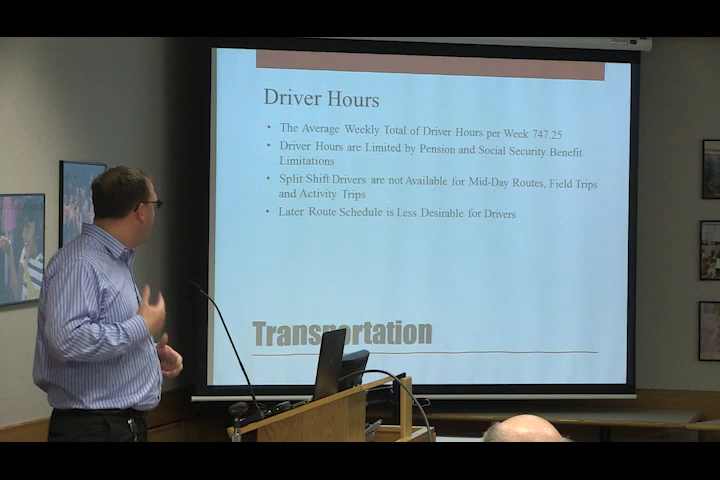 Driver Hours
• The Average Weekly Total of Driver Hours per Week 747.25
• Driver Hours are Limited by Pension and Social Security Benefit
Limitations
• Split Shift Drivers are not Available for Mid-Day Routes, Field Trips
and Activity Trips
• Later Route Schedule is Less Desirable for Drivers
Transportation